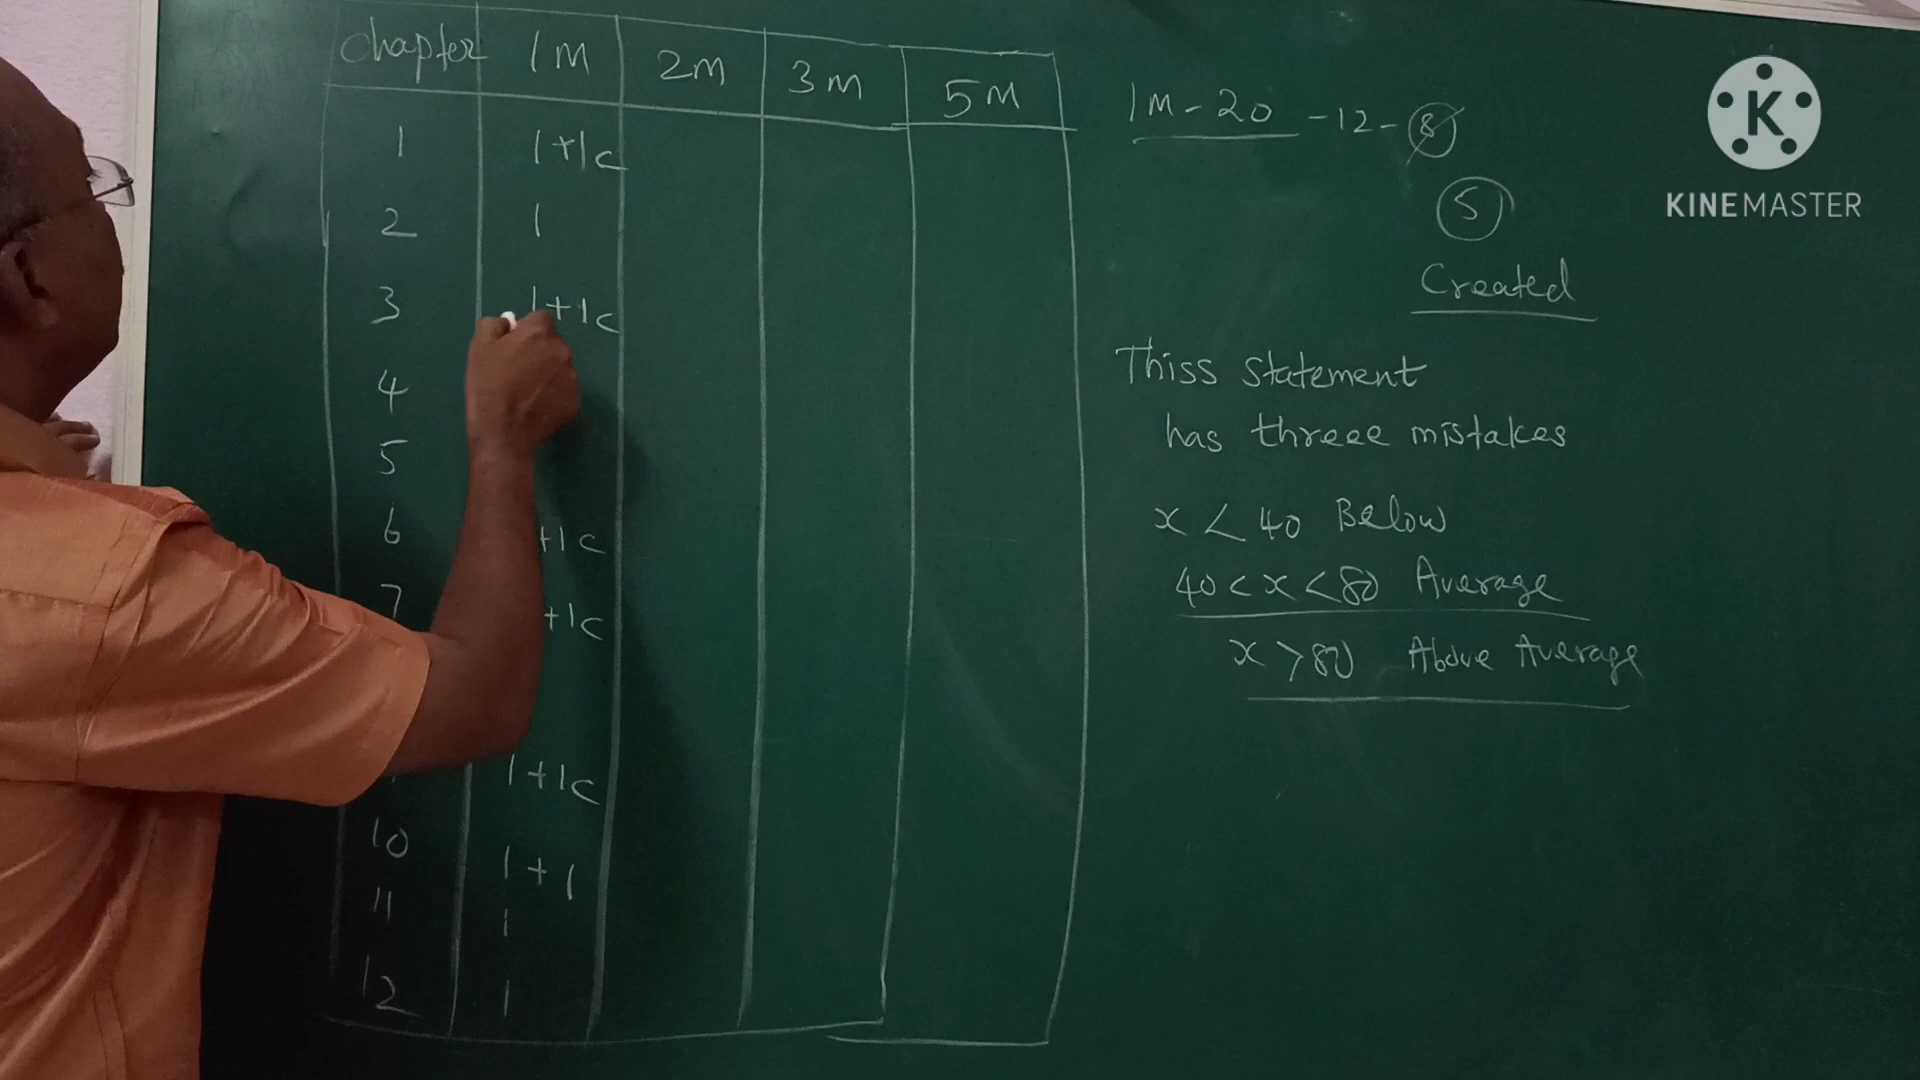 chapter 1M 2M 3M 5M
1 1+1c
2 1
3 1+1c
4
5
6 +1c
7 +1c
1+1c
10 1+1
11 1
12 1
1M - 20 - 12 - 8
5
Created
Thiss statement
has threee mistakes
x < 40 Below
40 < x < 80 Average
x > 80 Above Average
K
KINEMASTER